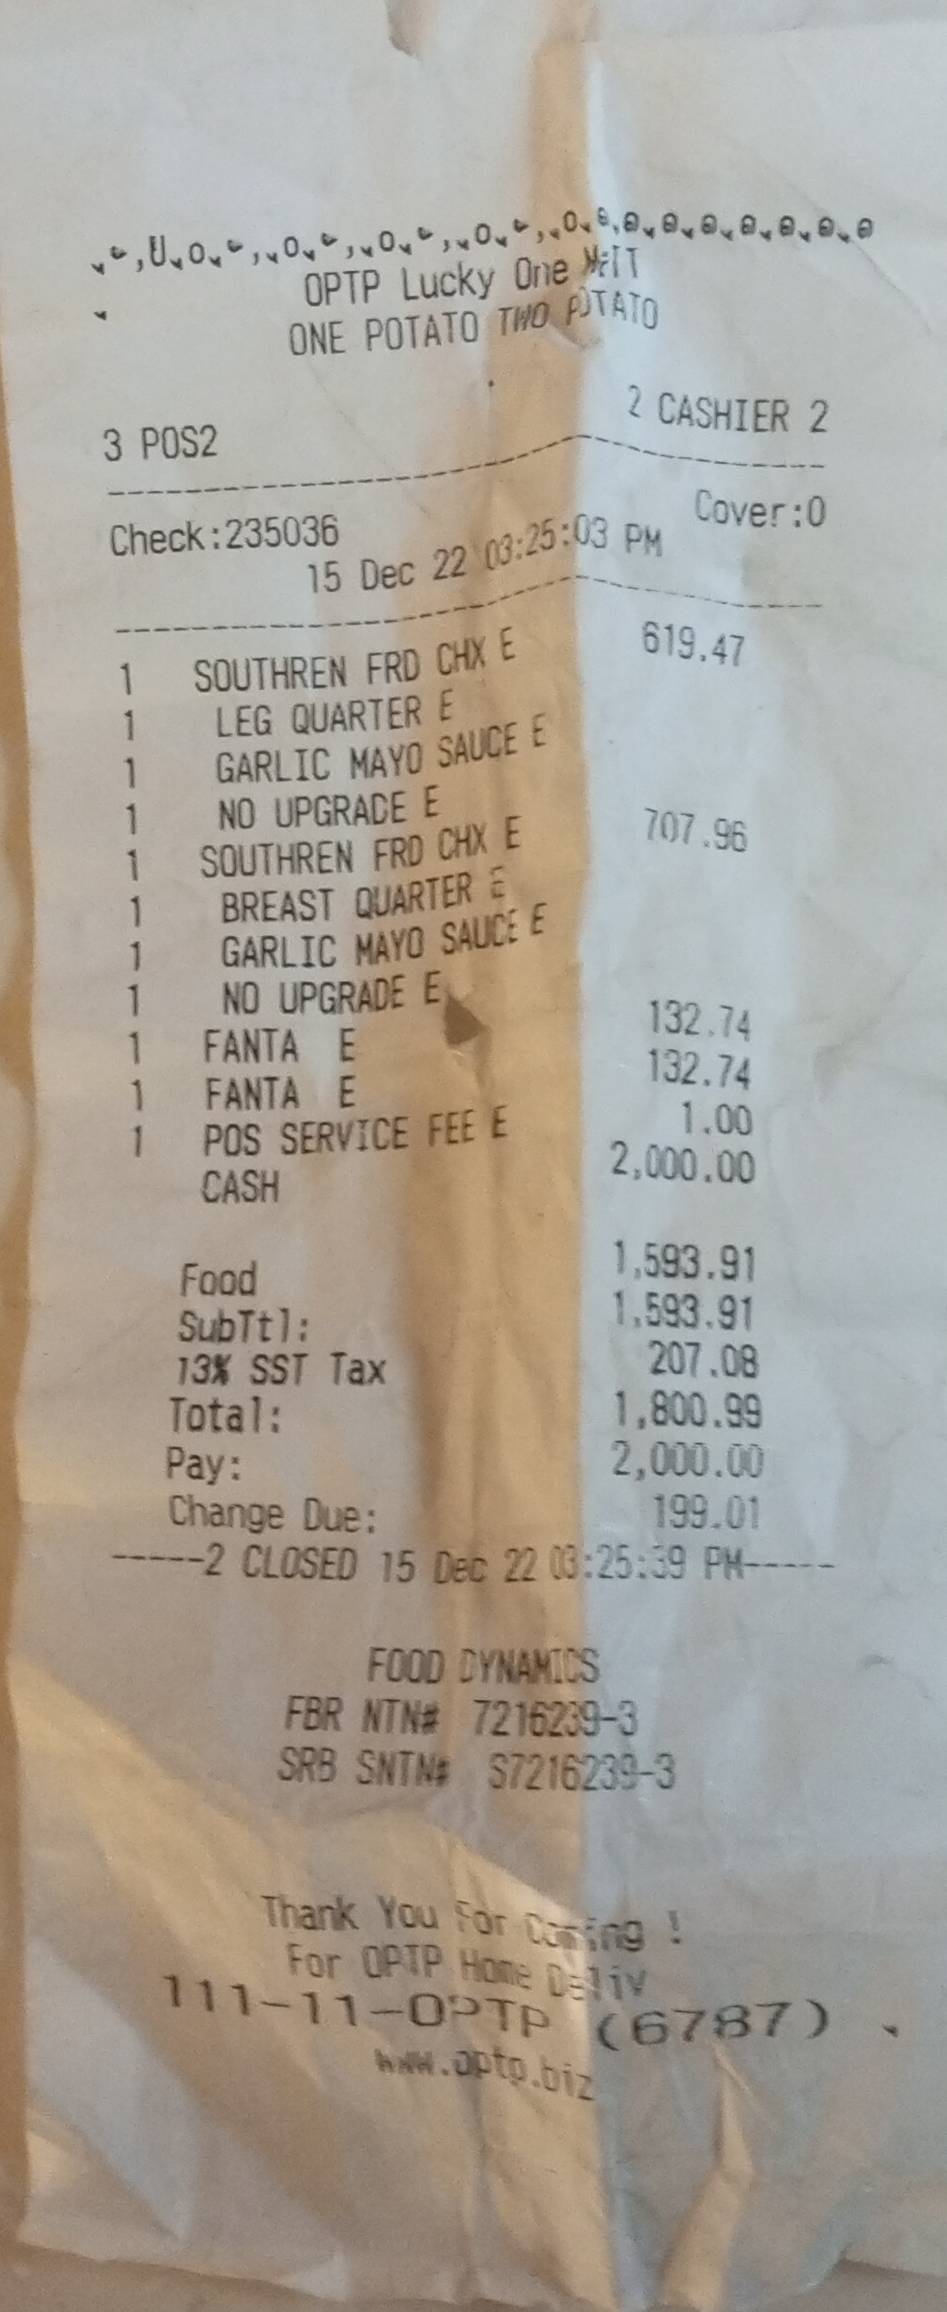 OPTP Lucky One
ONE POTATO TWO POTATO
2 CASHIER 2
3 POS2
Cover:0
Check:235036
15 Dec 22 03:25:03 PM
1 SOUTHREN FRD CHX E 619.47
1 LEG QUARTER E
1 GARLIC MAYO SAUCE E
1 NO UPGRADE E
1 SOUTHREN FRD CHX E 707.96
1 BREAST QUARTER E
1 GARLIC MAYO SAUCE E
1 NO UPGRADE E
1 FANTA E 132.74
1 FANTA E 132.74
1 POS SERVICE FEE E 1.00
CASH 2,000.00
Food 1,593.91
SubTtl: 1,593.91
13% SST Tax 207.08
Total: 1,800.99
Pay: 2,000.00
Change Due: 199.01
-----2 CLOSED 15 Dec 22 03:25:39 PM-----
FOOD DYNAMICS
FBR NTN# 7216239-3
SRB SNTN# S7216239-3
Thank You For Coming !
For OPTP Home Deliv
111-11-OPTP (6787)
www.optp.biz